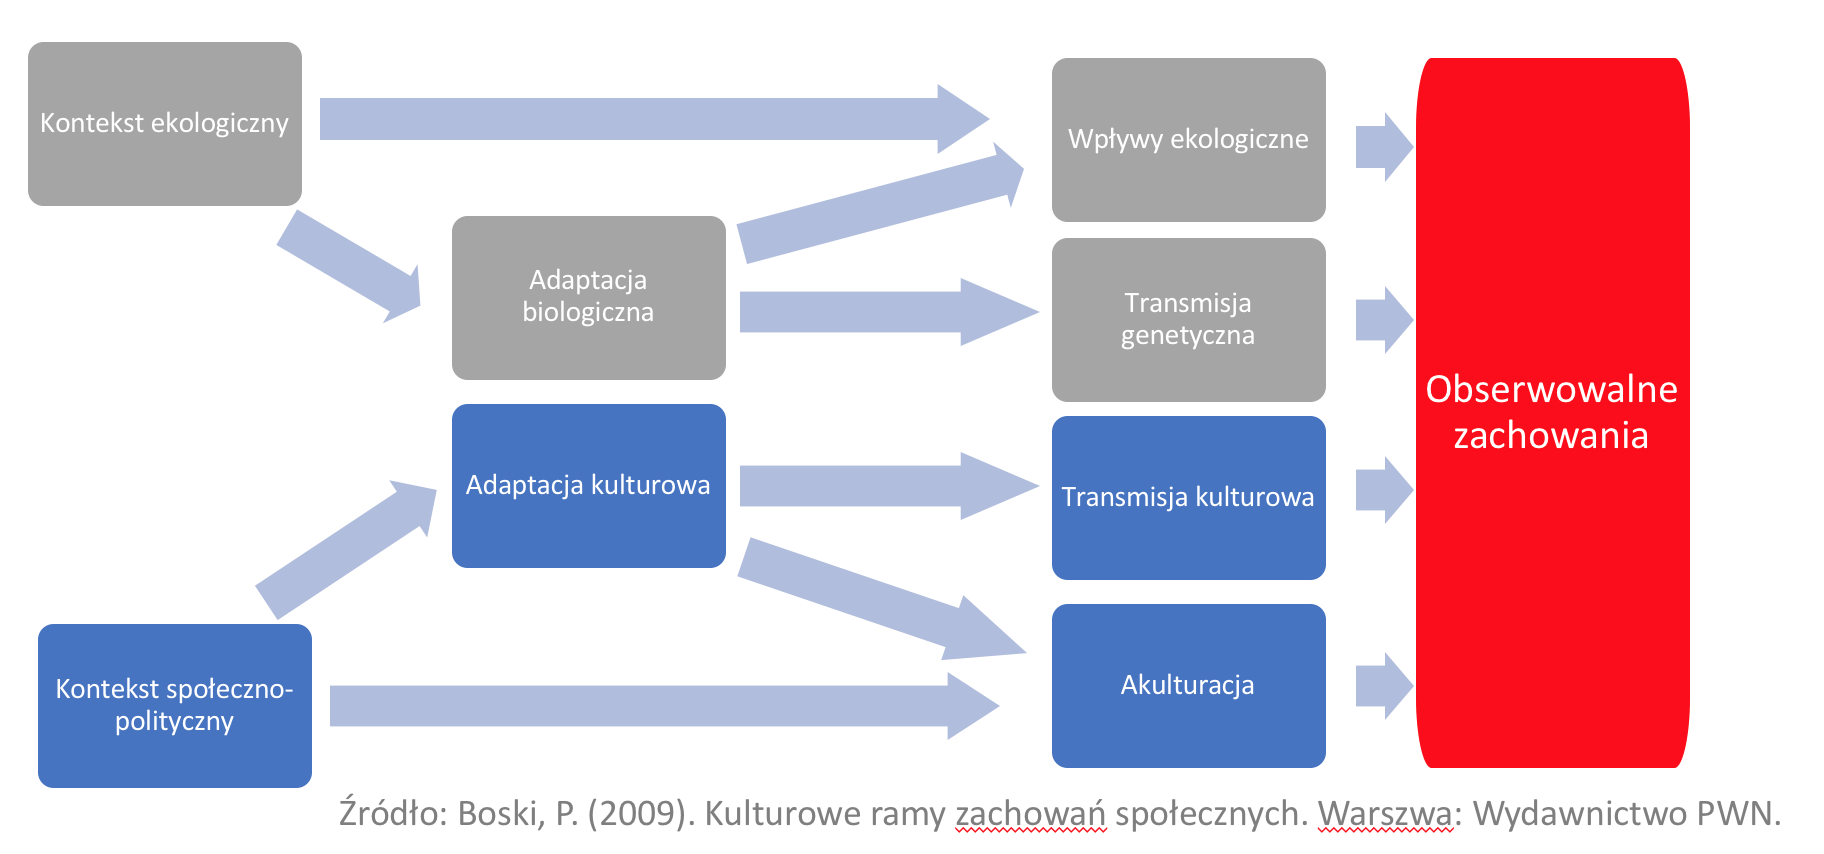 Kontekst ekologiczny
Wpływy ekologiczne
Adaptacja
biologiczna
Transmisja
genetyczna
Obserwowalne
zachowania
Adaptacja kulturowa
Transmisja kulturowa
Kontekst społeczno-
polityczny
Akulturacja
Źródło: Boski, P. (2009). Kulturowe ramy zachowań społecznych. Warszwa: Wydawnictwo PWN.